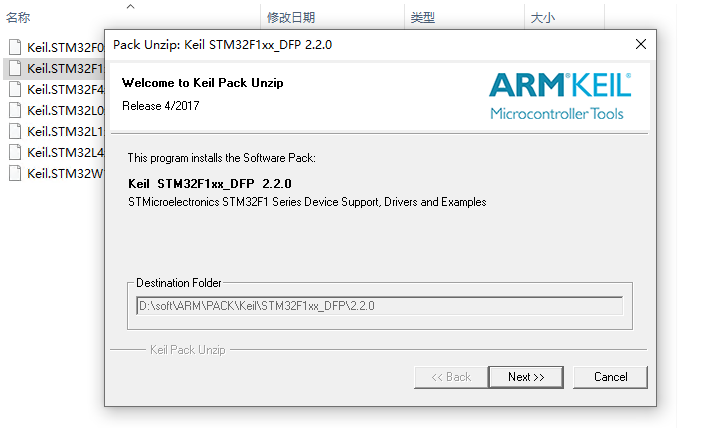 名称 修改日期 类型 大小
Pack Unzip: Keil STM32F1xx_DFP 2.2.0
Keil.STM32F0
Keil.STM32F1
Keil.STM32F4
Keil.STM32L0
Keil.STM32L1
Keil.STM32L4
Keil.STM32W
Welcome to Keil Pack Unzip
Release 4/2017
ARM KEIL
Microcontroller Tools
This program installs the Software Pack:
Keil STM32F1xx_DFP 2.2.0
STMicroelectronics STM32F1 Series Device Support, Drivers and Examples
Destination Folder
D:\soft\ARM\PACK\Keil\STM32F1xx_DFP\2.2.0
Keil Pack Unzip
<< Back Next >> Cancel